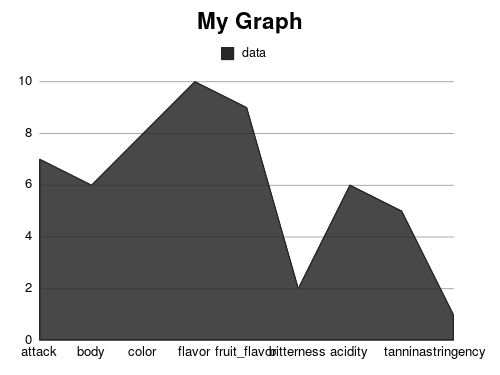 My Graph
data
10
8
6
4
2
0
attack body color flavor fruit_flavor bitterness acidity tannin astringency